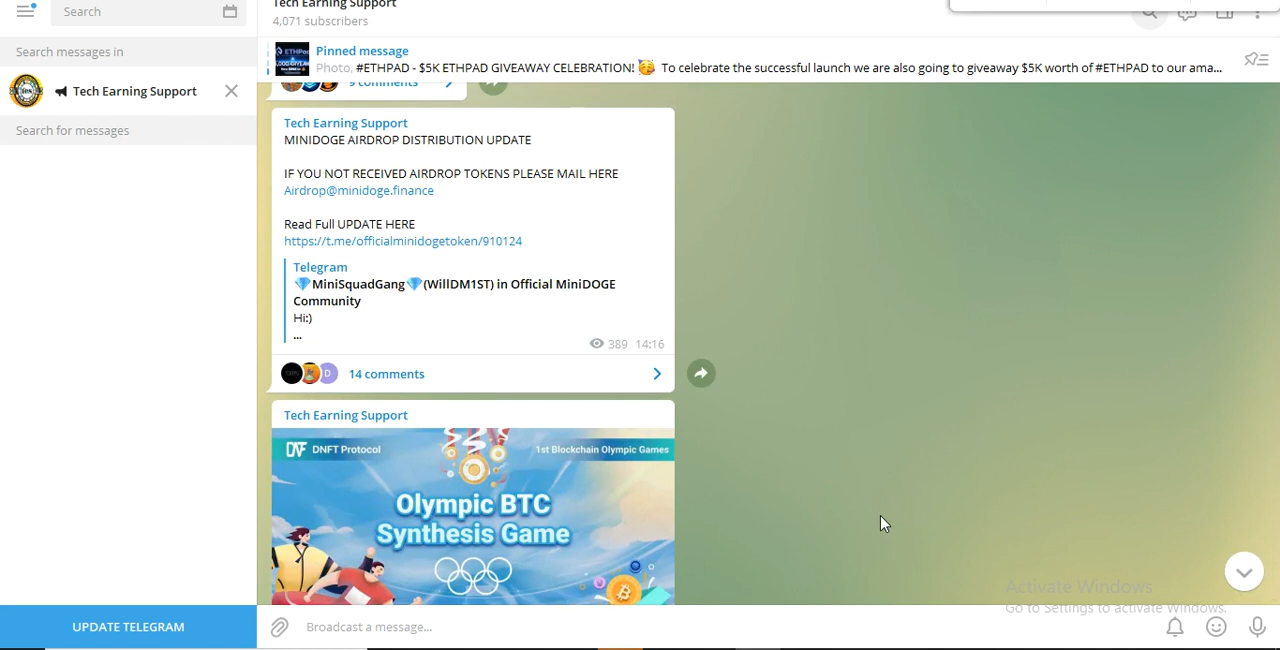 Search
Search messages in
Tech Earning Support
Search for messages
UPDATE TELEGRAM
Tech Earning Support
4,071 subscribers
Pinned message
Photo, #ETHPAD - $5K ETHPAD GIVEAWAY CELEBRATION! 🥳 To celebrate the successful launch we are also going to giveaway $5K worth of #ETHPAD to our ama...
9 comments
Tech Earning Support
MINIDOGE AIRDROP DISTRIBUTION UPDATE
IF YOU NOT RECEIVED AIRDROP TOKENS PLEASE MAIL HERE
Airdrop@minidoge.finance
Read Full UPDATE HERE
https://t.me/officialminidogetoken/910124
Telegram
💎MiniSquadGang💎(WillDM1ST) in Official MiniDOGE
Community
Hi:)
...
389 14:16
D
14 comments
Tech Earning Support
DNFT Protocol
1st Blockchain Olympic Games
Olympic BTC
Synthesis Game
Activate Windows
Go to Settings to activate Windows.
Broadcast a message...